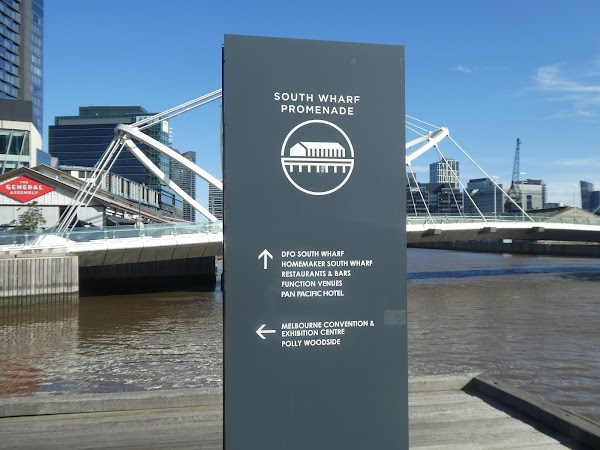 SOUTH WHARF
PROMENADE
DFO SOUTH WHARF
HOMEMAKER SOUTH WHARF
RESTAURANTS & BARS
FUNCTION VENUES
PAN PACIFIC HOTEL
MELBOURNE CONVENTION &
EXHIBITION CENTRE
POLLY WOODSIDE
THE
GENERAL
ASSEMBLY